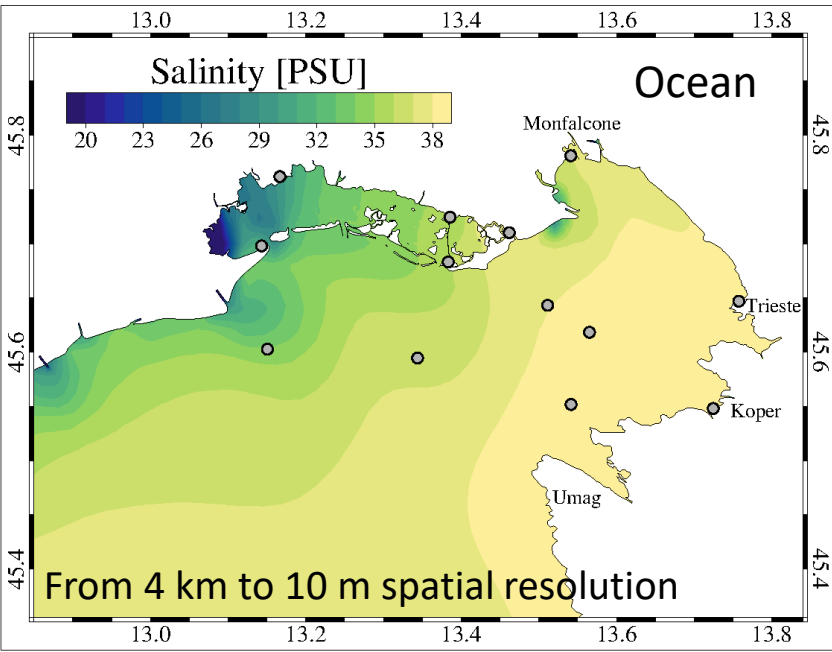 13.0 13.2 13.4 13.6 13.8
Salinity [PSU]
Ocean
20 23 26 29 32 35 38
Monfalcone
45.8 45.8
Trieste
45.6 45.6
Koper
Umag
45.4 45.4
From 4 km to 10 m spatial resolution
13.0 13.2 13.4 13.6 13.8